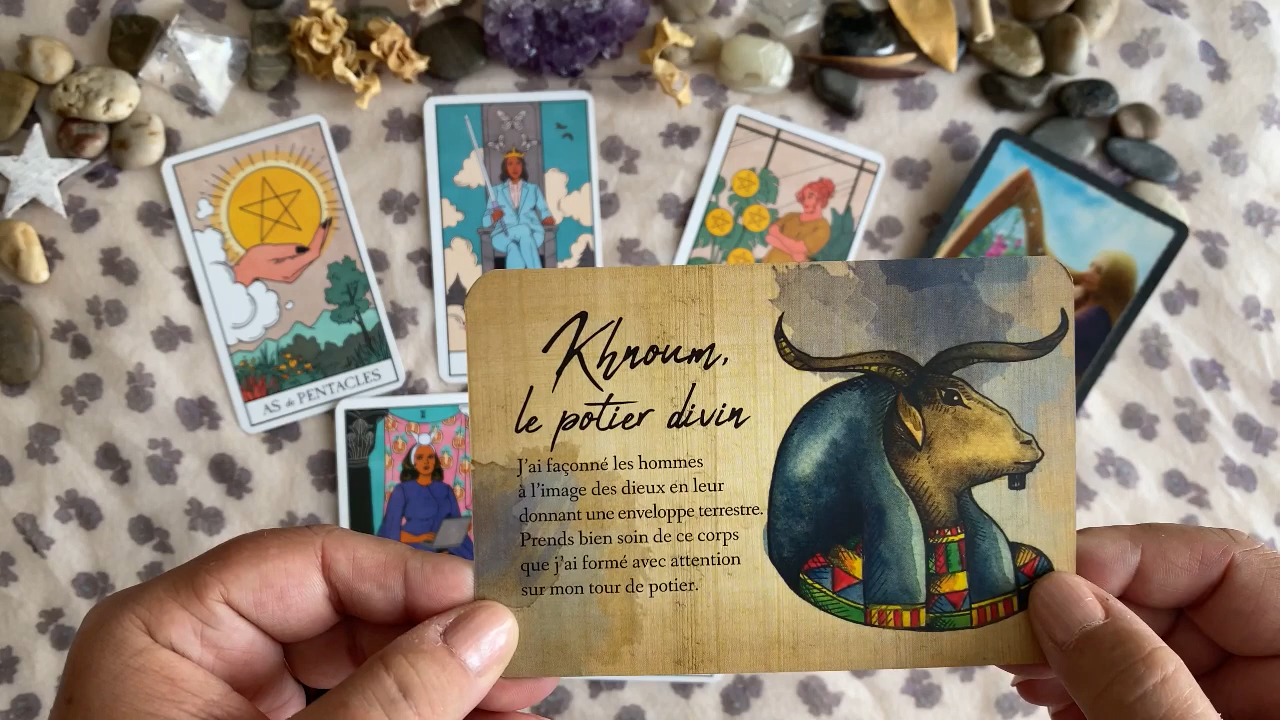 AS de PENTACLES
II
Khnoum,
le potier divin
J'ai façonné les hommes
à l'image des dieux en leur
donnant une enveloppe terrestre.
Prends bien soin de ce corps
que j'ai formé avec attention
sur mon tour de potier.